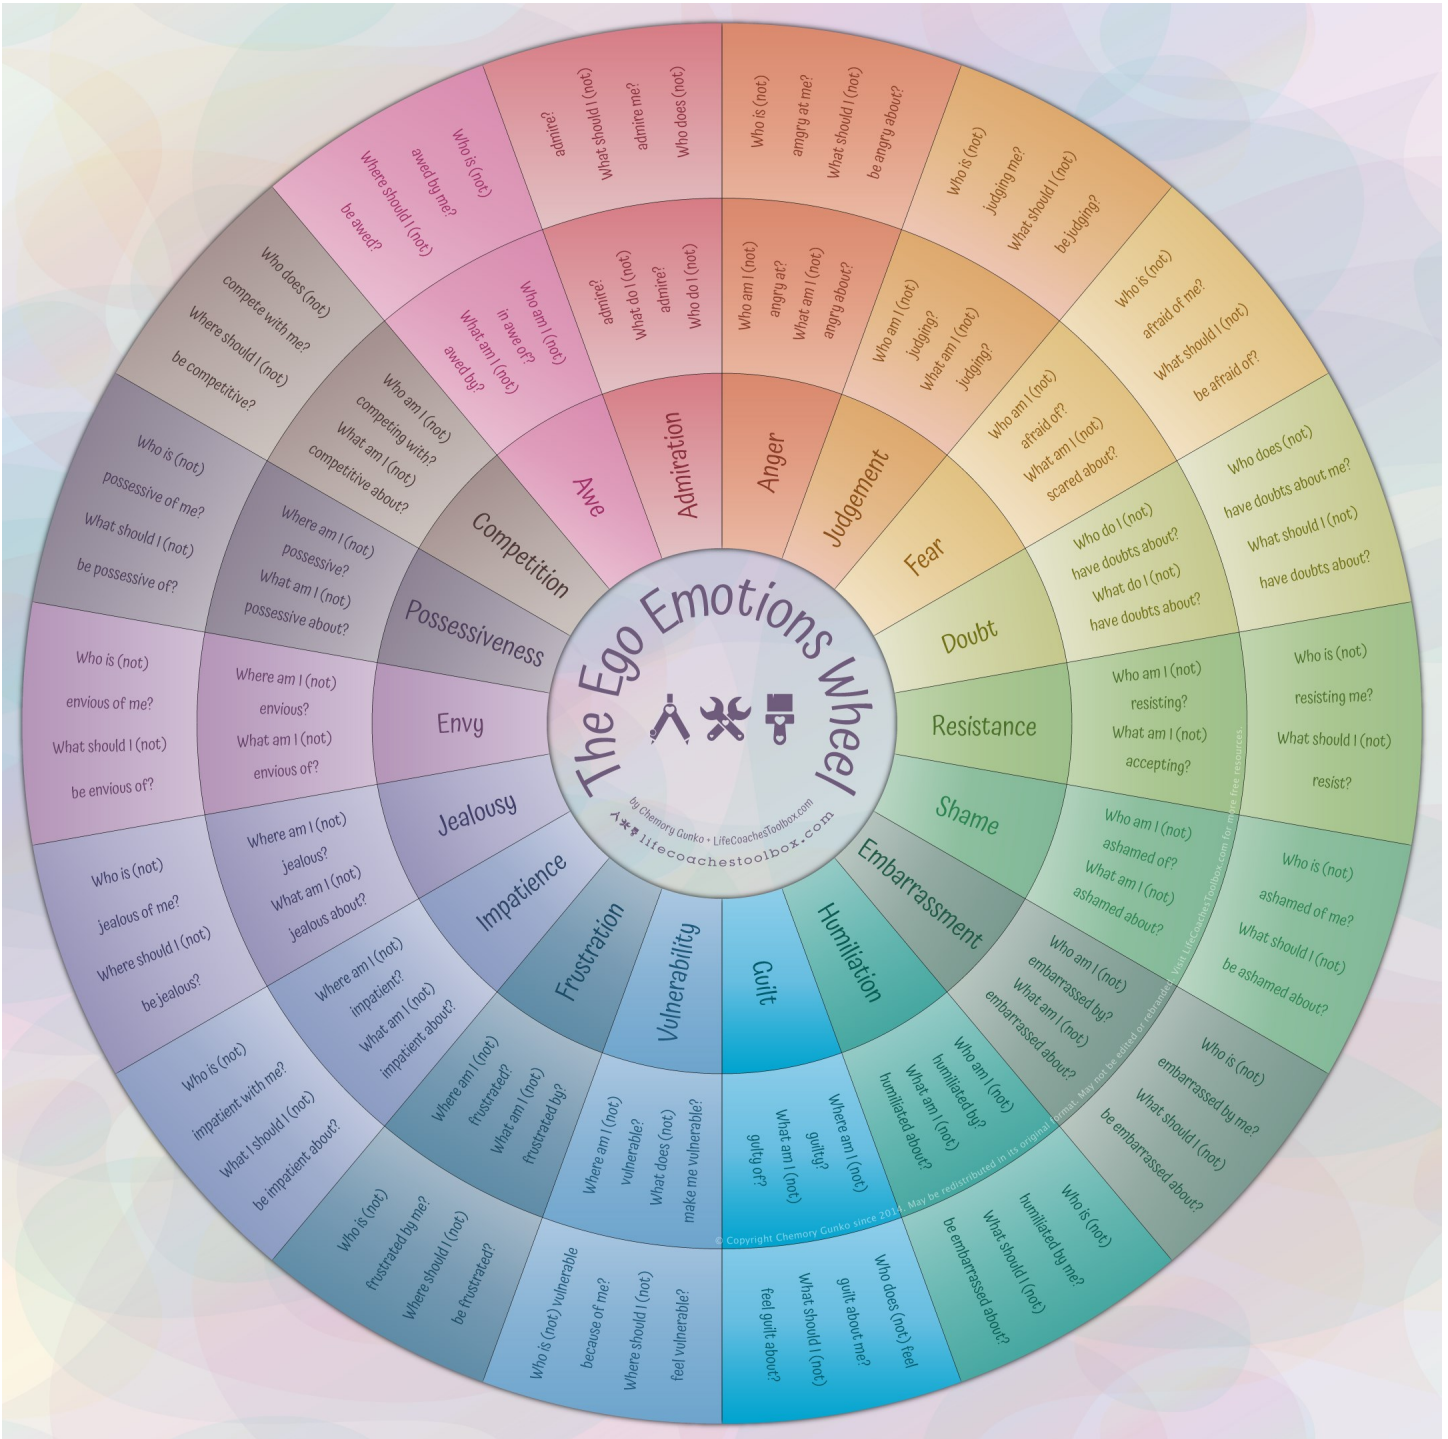 The Ego Emotions Wheel
by Chemory Gunko • LifeCoachesToolbox.com
lifecoachestoolbox.com
Anger
Who am I (not)
angry at?
What am I (not)
angry about?
Who is (not)
amgry at me?
What should I (not)
be angry about?
Judgement
Who am I (not)
judging?
What am I (not)
judging?
Who is (not)
judging me?
What should I (not)
be judging?
Fear
Who am I (not)
afraid of?
What am I (not)
scared about?
Who is (not)
afraid of me?
What should I (not)
be afraid of?
Doubt
Who do I (not)
have doubts about?
What do I (not)
have doubts about?
Who does (not)
have doubts about me?
What should I (not)
have doubts about?
Resistance
Who am I (not)
resisting?
What am I (not)
accepting?
Who is (not)
resisting me?
What should I (not)
resist?
Shame
Who am I (not)
ashamed of?
What am I (not)
ashamed about?
Who is (not)
ashamed of me?
What should I (not)
be ashamed about?
Embarrassment
Who am I (not)
embarrassed by?
What am I (not)
embarrassed about?
Who is (not)
embarrassed by me?
What should I (not)
be embarrassed about?
Humiliation
Who am I (not)
humiliated by?
What am I (not)
humiliated about?
Who is (not)
humiliated by me?
What should I (not)
be embarrassed about?
Guilt
Where am I (not)
guilty?
What am I (not)
gulty of?
Who does (not) feel
guilt about me?
What should I (not)
feel guilt about?
Vulnerability
Where am I (not)
vulnerable?
What does (not)
make me vulnerable?
Who is (not) vulnerable
because of me?
Where should I (not)
feel vulnerable?
Frustration
Where am I (not)
frustrated?
What am I (not)
frustrated by?
Who is (not)
frustrated by me?
Where should I (not)
be frustrated?
Impatience
Where am I (not)
impatient?
What am I (not)
impatient about?
Who is (not)
impatient with me?
What I should I (not)
be impatient about?
Jealousy
Where am I (not)
jealous?
What am I (not)
jealous about?
Who is (not)
jealous of me?
Where should I (not)
be jealous?
Envy
Where am I (not)
envious?
What am I (not)
envious of?
Who is (not)
envious of me?
What should I (not)
be envious of?
Possessiveness
Where am I (not)
possessive?
What am I (not)
possessive about?
Who is (not)
possessive of me?
What should I (not)
be possessive of?
Competition
Who am I (not)
competing with?
What am I (not)
competitive about?
Who does (not)
compete with me?
Where should I (not)
be competitive?
Awe
Who am I (not)
in awe of?
What am I (not)
awed by?
Who is (not)
awed by me?
Where should I (not)
be awed?
Admiration
Who do I (not)
admire?
What do I (not)
admire?
Who does (not)
admire me?
What should I (not)
admire?
© Copyright Chemory Gunko since 2014. May be redistributed in its original format. May not be edited or rebranded. Visit LifeCoachesToolbox.com for more free resources.